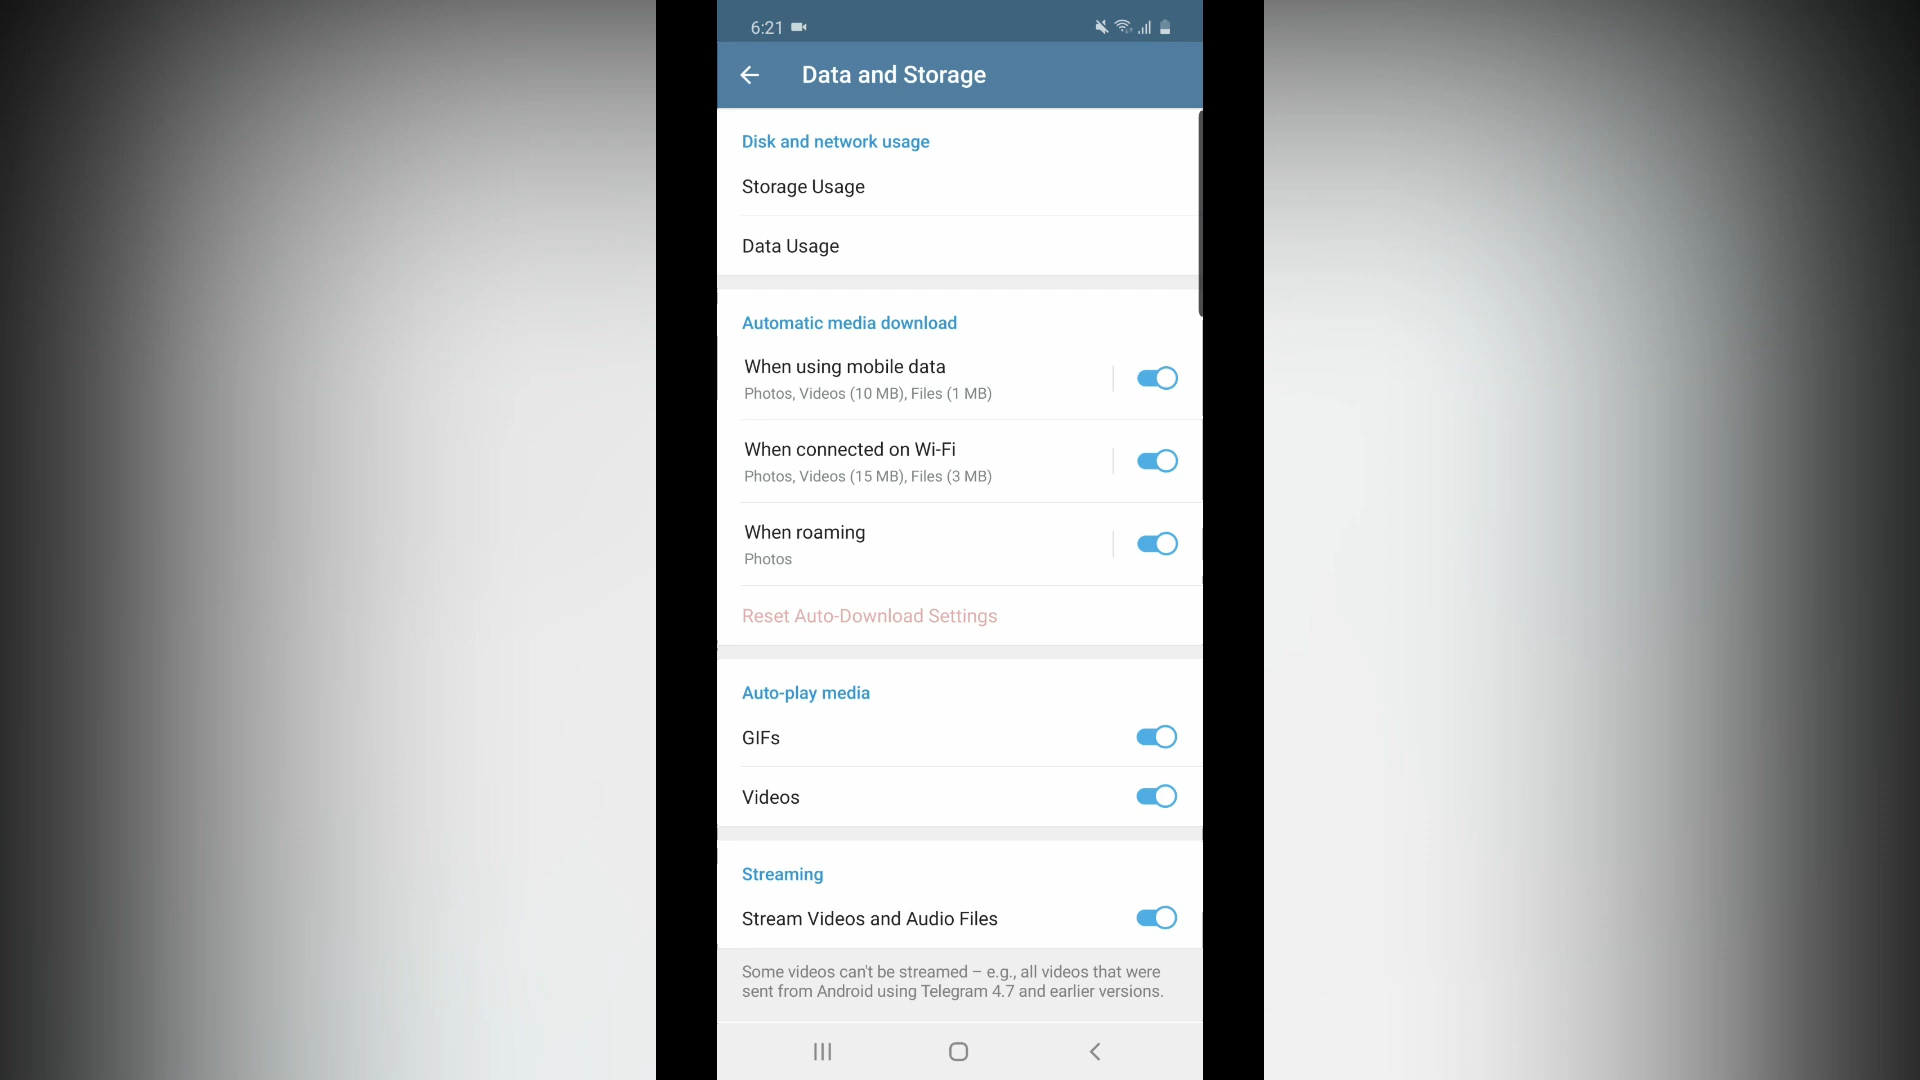 6:21
Data and Storage
Disk and network usage
Storage Usage
Data Usage
Automatic media download
When using mobile data
Photos, Videos (10 MB), Files (1 MB)
When connected on Wi-Fi
Photos, Videos (15 MB), Files (3 MB)
When roaming
Photos
Reset Auto-Download Settings
Auto-play media
GIFs
Videos
Streaming
Stream Videos and Audio Files
Some videos can't be streamed – e.g., all videos that were
sent from Android using Telegram 4.7 and earlier versions.